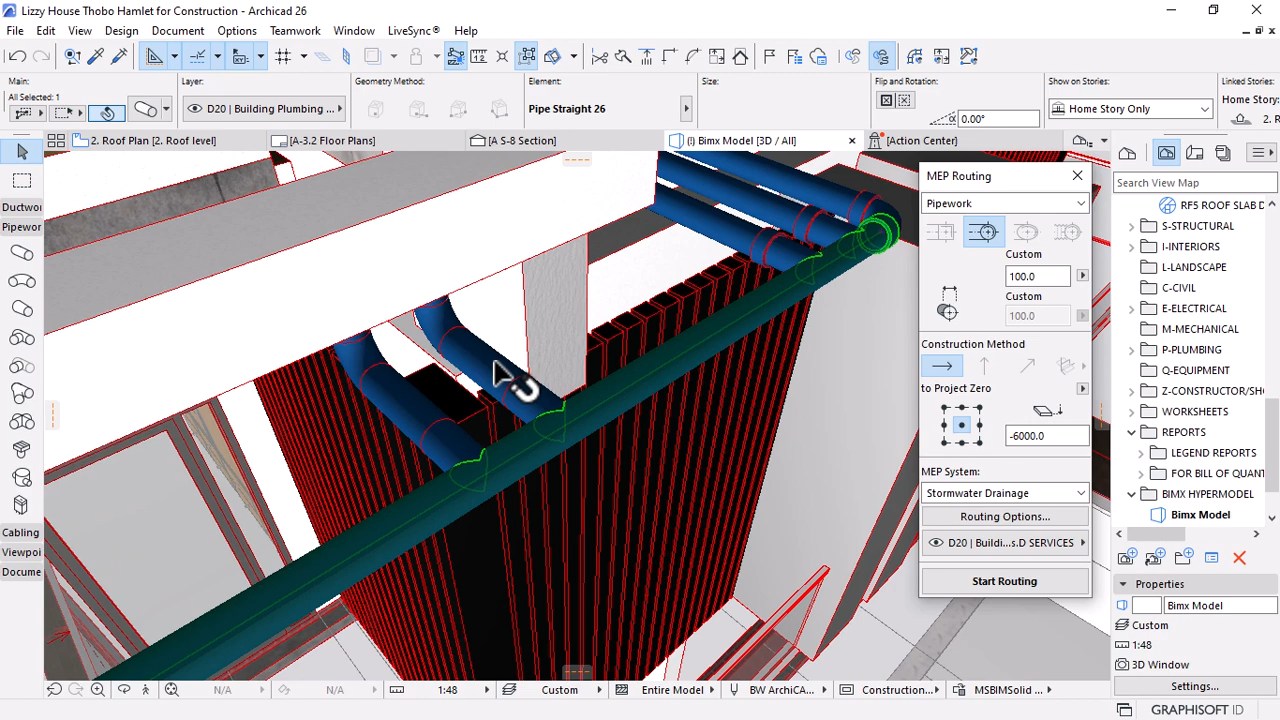 Lizzy House Thobo Hamlet for Construction - Archicad 26
File Edit View Design Document Options Teamwork Window LiveSync® Help
Main: Layer: Geometry Method: Element: Size: Flip and Rotation: Show on Stories: Linked Stories:
All Selected: 1
D20 | Building Plumbing ... Pipe Straight 26 0.00° Home Story Only Home Story:
2. R
2. Roof Plan [2. Roof level] [A-3.2 Floor Plans] [A S-8 Section] (!) Bimx Model [3D / All] [Action Center]
Ductwo
Pipewor
Cabling
Viewpoi
Docume
MEP Routing
Pipework
Custom
100.0
Custom
100.0
Construction Method
to Project Zero
-6000.0
MEP System:
Stormwater Drainage
Routing Options...
D20 | Buildi...s.D SERVICES
Start Routing
Search View Map
RF5 ROOF SLAB D
S-STRUCTURAL
I-INTERIORS
L-LANDSCAPE
C-CIVIL
E-ELECTRICAL
M-MECHANICAL
P-PLUMBING
Q-EQUIPMENT
Z-CONSTRUCTOR/SH
WORKSHEETS
REPORTS
LEGEND REPORTS
FOR BILL OF QUANT
BIMX HYPERMODEL
Bimx Model
Properties
Bimx Model
Custom
1:48
3D Window
Settings...
N/A N/A 1:48 Custom Entire Model BW ArchiCA... Construction... MSBIMSolid ...
GRAPHISOFT ID